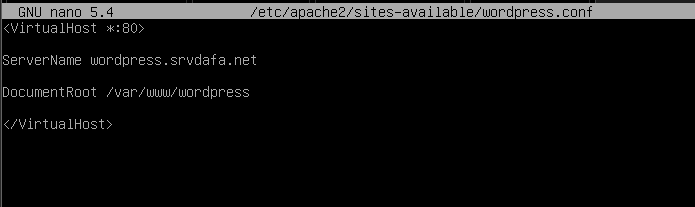 GNU nano 5.4 /etc/apache2/sites-available/wordpress.conf
<VirtualHost *:80>
ServerName wordpress.srvdafa.net
DocumentRoot /var/www/wordpress
</VirtualHost>